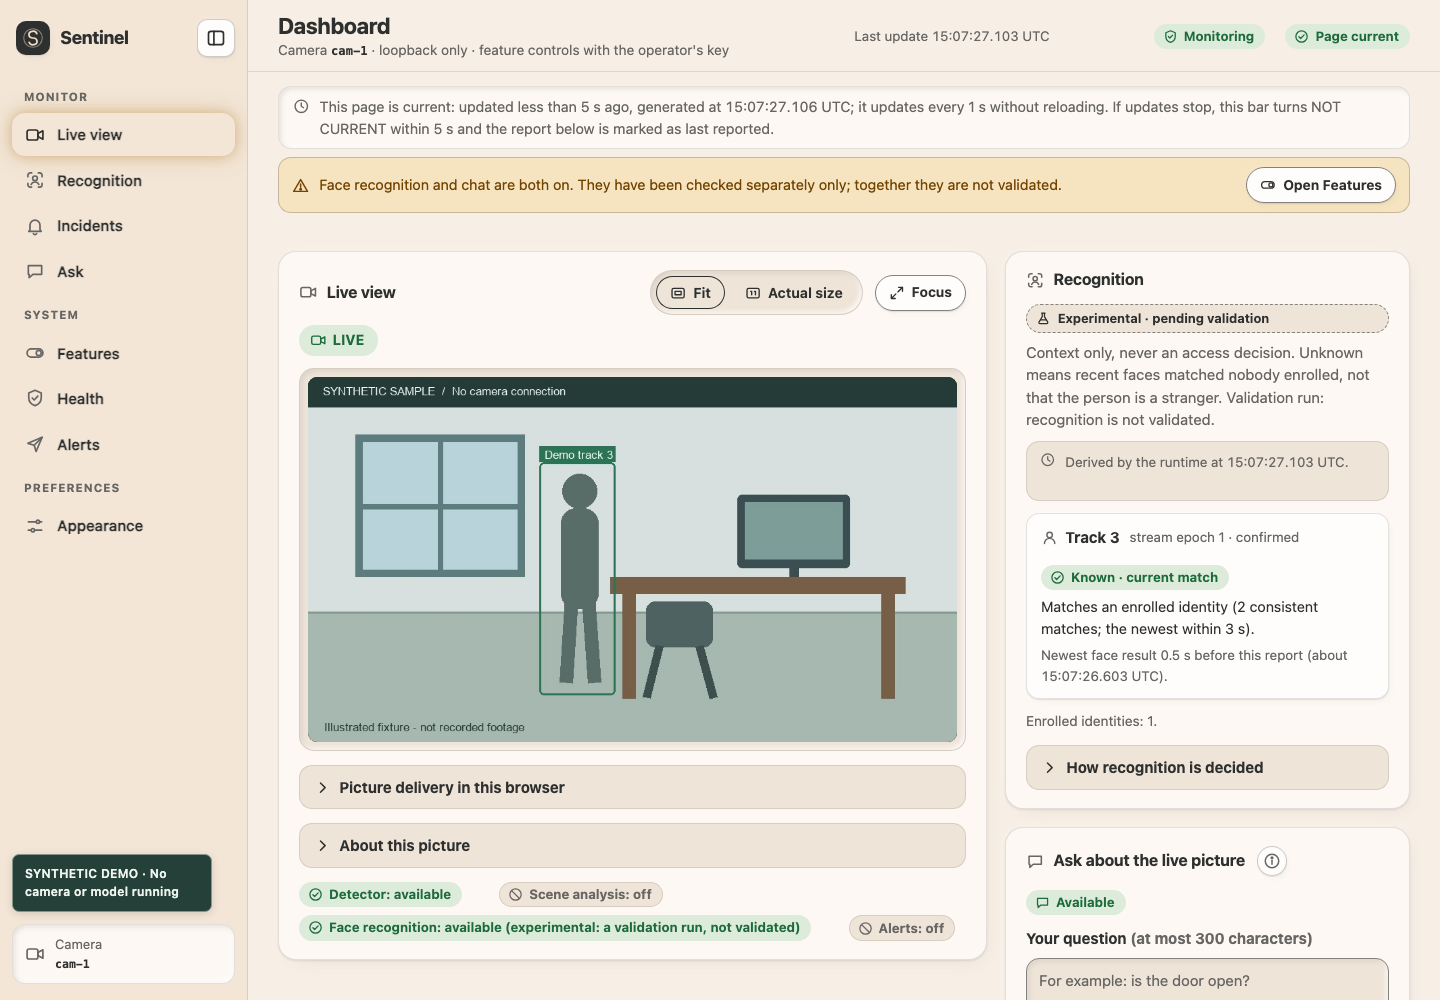 Sentinel
MONITOR
Live view
Recognition
Incidents
Ask
SYSTEM
Features
Health
Alerts
PREFERENCES
Appearance
SYNTHETIC DEMO · No
camera or model running
Camera
cam-1
Dashboard
Camera cam-1 · loopback only · feature controls with the operator's key
Last update 15:07:27.103 UTC
Monitoring
Page current
This page is current: updated less than 5 s ago, generated at 15:07:27.106 UTC; it updates every 1 s without reloading. If updates stop, this bar turns NOT
CURRENT within 5 s and the report below is marked as last reported.
Face recognition and chat are both on. They have been checked separately only; together they are not validated.
Open Features
Live view
Fit
Actual size
Focus
LIVE
SYNTHETIC SAMPLE / No camera connection
Demo track 3
Illustrated fixture - not recorded footage
Picture delivery in this browser
About this picture
Detector: available
Scene analysis: off
Face recognition: available (experimental: a validation run, not validated)
Alerts: off
Recognition
Experimental · pending validation
Context only, never an access decision. Unknown
means recent faces matched nobody enrolled, not
that the person is a stranger. Validation run:
recognition is not validated.
Derived by the runtime at 15:07:27.103 UTC.
Track 3 stream epoch 1 · confirmed
Known · current match
Matches an enrolled identity (2 consistent
matches; the newest within 3 s).
Newest face result 0.5 s before this report (about
15:07:26.603 UTC).
Enrolled identities: 1.
How recognition is decided
Ask about the live picture
Available
Your question (at most 300 characters)
For example: is the door open?